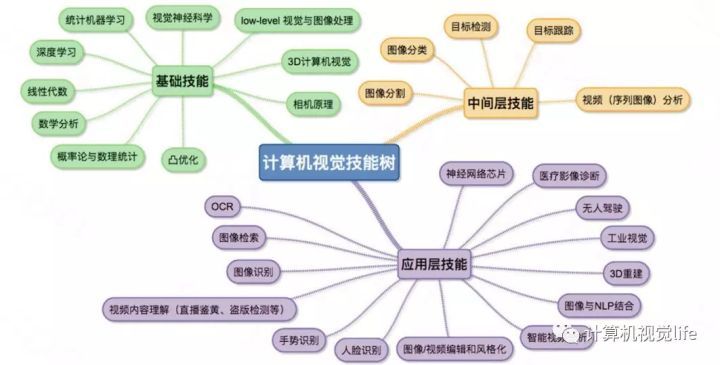 计算机视觉技能树
基础技能
统计机器学习
视觉神经科学
low-level 视觉与图像处理
深度学习
3D计算机视觉
线性代数
相机原理
数学分析
概率论与数理统计
凸优化
中间层技能
目标检测
目标跟踪
图像分类
图像分割
视频（序列图像）分析
应用层技能
神经网络芯片
医疗影像诊断
OCR
无人驾驶
图像检索
工业视觉
图像识别
3D重建
视频内容理解（直播鉴黄、盗版检测等）
图像与NLP结合
手势识别
人脸识别
图像/视频编辑和风格化
智能视频分析
计算机视觉life